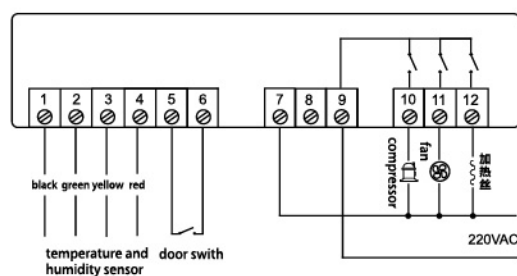 1 2 3 4 5 6 7 8 9 10 11 12
black green yellow red
compressor
fan
加热丝
temperature and
humidity sensor
door swith
220VAC